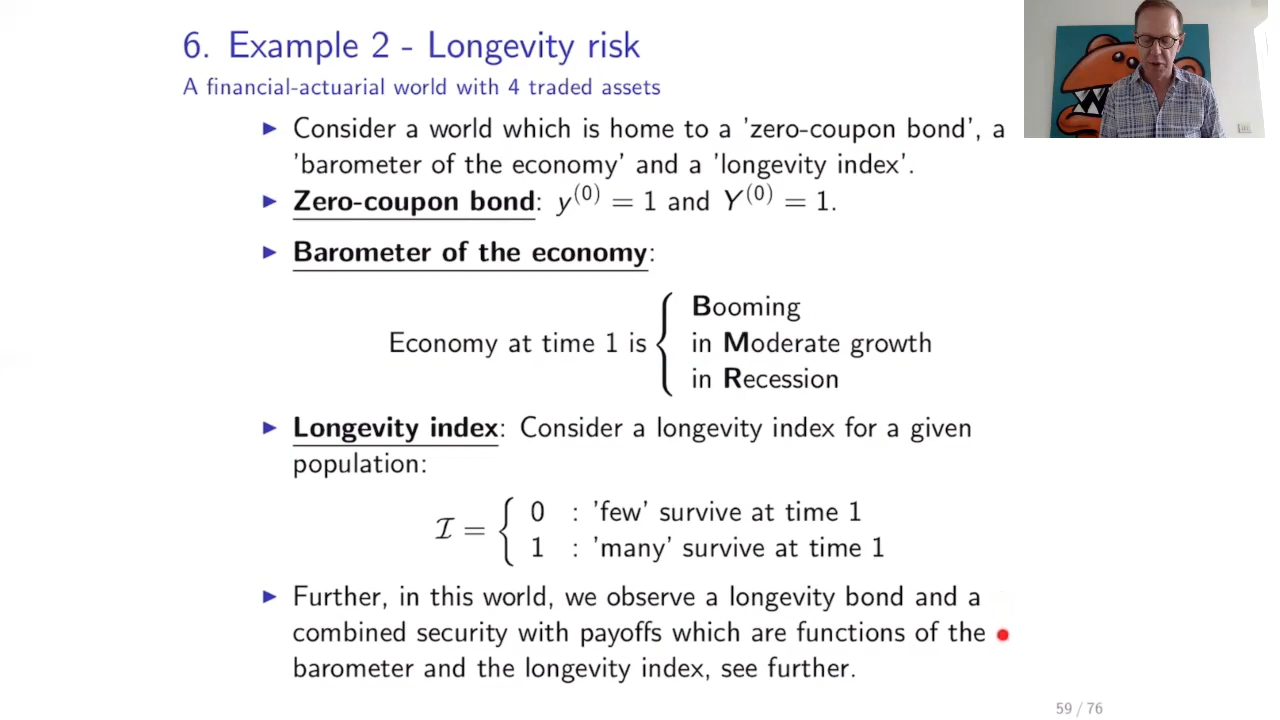 6. Example 2 - Longevity risk
A financial-actuarial world with 4 traded assets
▶ Consider a world which is home to a 'zero-coupon bond', a
'barometer of the economy' and a 'longevity index'.
▶ Zero-coupon bond: y^(0) = 1 and Y^(0) = 1.
▶ Barometer of the economy:
Booming
Economy at time 1 is { in Moderate growth
in Recession
▶ Longevity index: Consider a longevity index for a given
population:
ℐ = { 0 : 'few' survive at time 1
1 : 'many' survive at time 1
▶ Further, in this world, we observe a longevity bond and a
combined security with payoffs which are functions of the
barometer and the longevity index, see further.
59 / 76